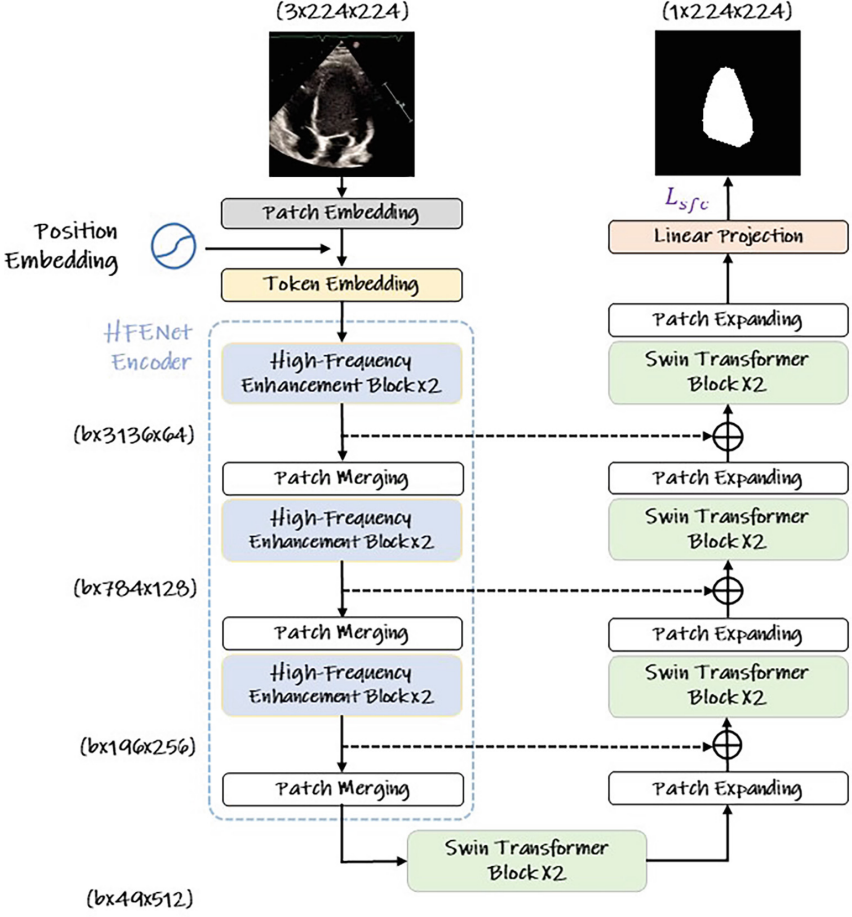 (3x224x224)
(1x224x224)
Patch Embedding
L_sfc
Position
Embedding
Linear Projection
Token Embedding
HFENet
Encoder
Patch Expanding
High-Frequency
Enhancement Blockx2
Swin Transformer
Block X2
(bx3136x64)
Patch Merging
Patch Expanding
High-Frequency
Enhancement Blockx2
Swin Transformer
Block X2
(bx784x128)
Patch Merging
Patch Expanding
High-Frequency
Enhancement Blockx2
Swin Transformer
Block X2
(bx196x256)
Patch Merging
Patch Expanding
Swin Transformer
Block X2
(bx49x512)